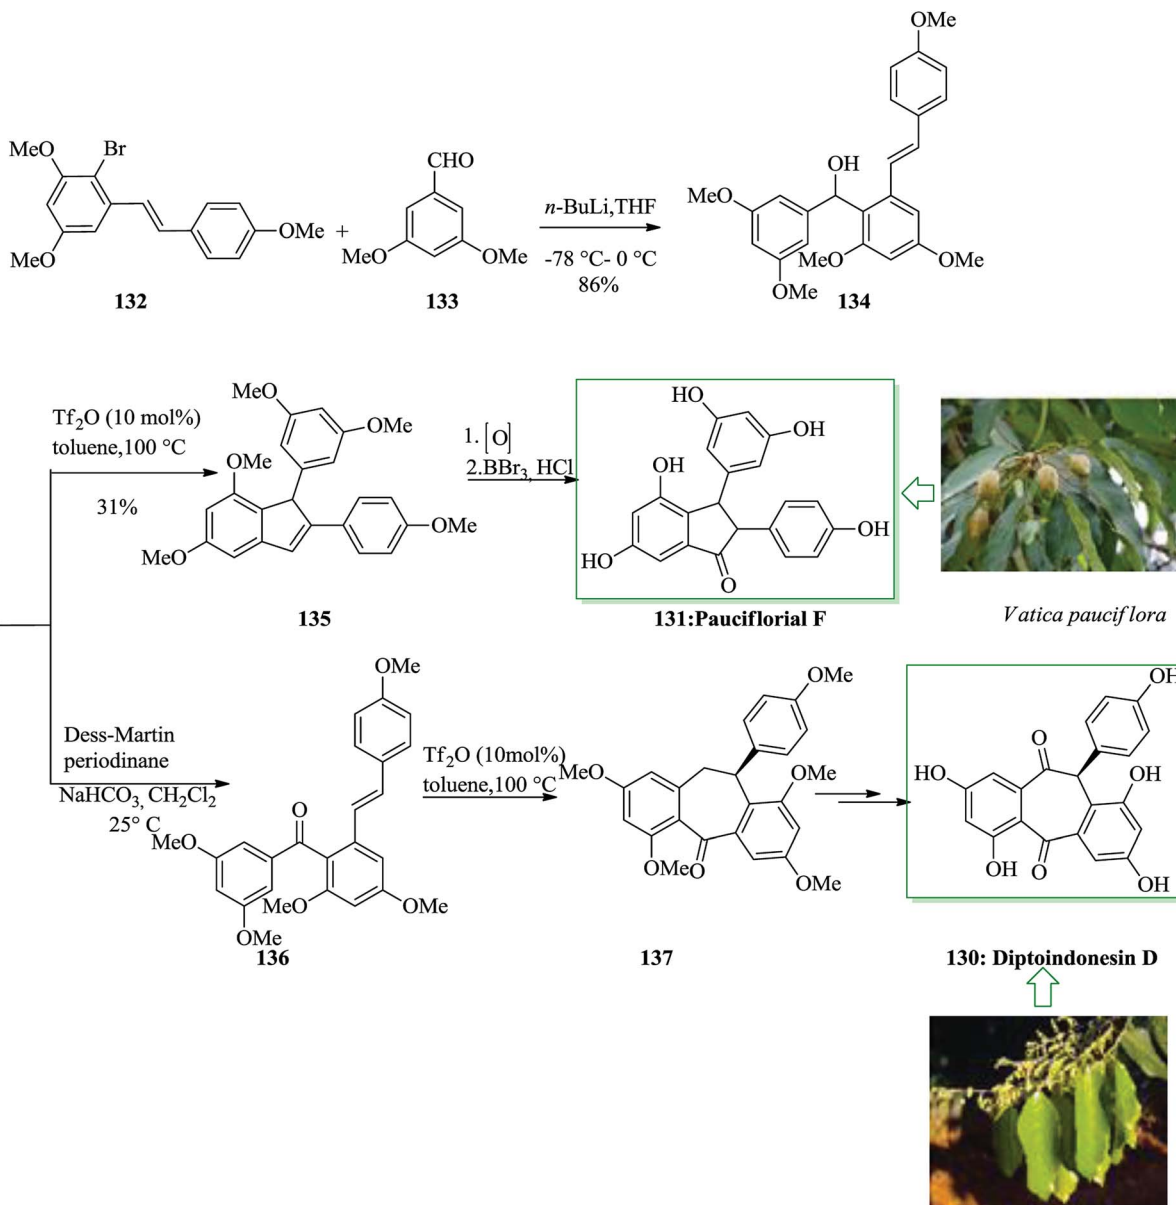 OMe
MeO
Br
MeO
OMe
132
+
CHO
MeO
OMe
133
n-BuLi,THF
-78 °C- 0 °C
86%
OH
MeO
OMe
MeO
OMe
134
Tf₂O (10 mol%)
toluene,100 °C
31%
MeO
OMe
OMe
MeO
OMe
135
1. [O]
2.BBr₃, HCl
HO
OH
OH
HO
OH
O
131:Pauciflorial F
Vatica pauciflora
Dess-Martin
periodinane
NaHCO₃, CH₂Cl₂
25° C
OMe
O
MeO
MeO
OMe
OMe
136
Tf₂O (10mol%)
toluene,100 °C
OMe
MeO
OMe
OMe
O
OMe
137
OH
O
HO
OH
OH
O
OH
130: Diptoindonesin D